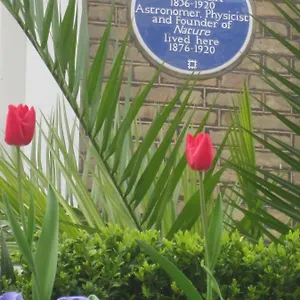 1836-1920
Astronomer, Physicist
and Founder of
Nature
lived here
1876-1920